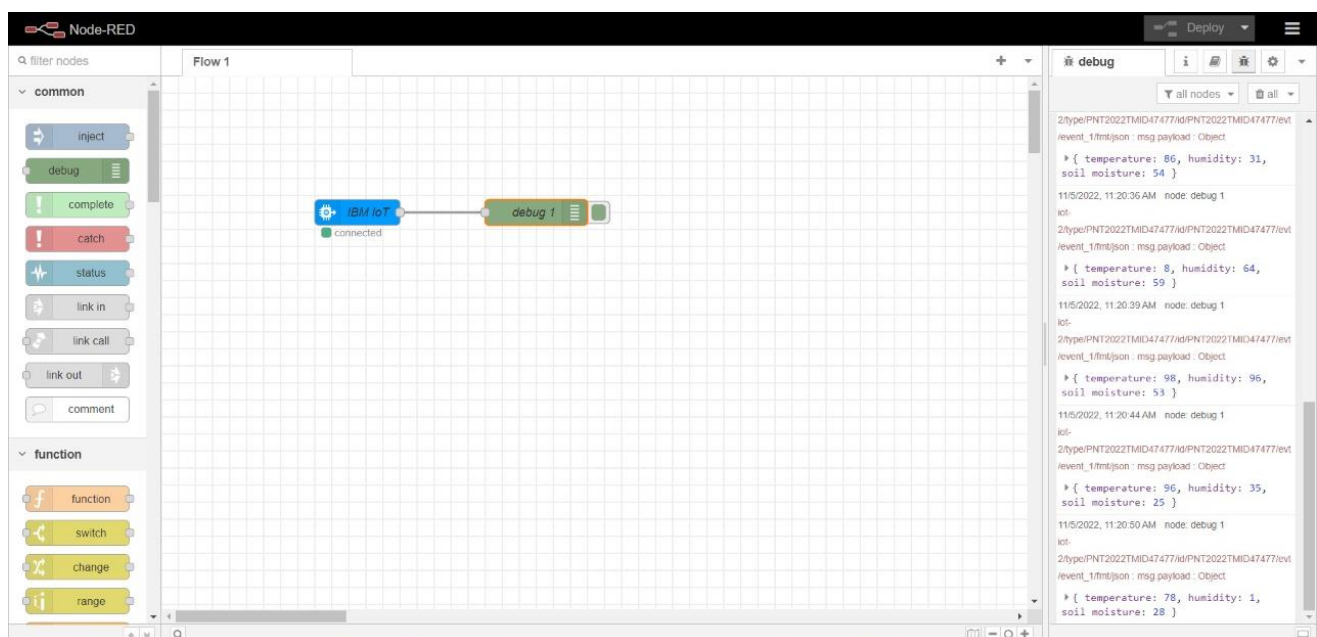 Node-RED
Deploy
filter nodes
Flow 1
debug
i
all nodes
all
common
inject
debug
complete
catch
status
link in
link call
link out
comment
function
function
switch
change
range
IBM IoT
connected
debug 1
2/type/PNT2022TMID47477/id/PNT2022TMID47477/evt
/event_1/fmt/json : msg.payload : Object
{ temperature: 86, humidity: 31,
soil moisture: 54 }
11/5/2022, 11:20:36 AM node: debug 1
iot-
2/type/PNT2022TMID47477/id/PNT2022TMID47477/evt
/event_1/fmt/json : msg.payload : Object
{ temperature: 8, humidity: 64,
soil moisture: 59 }
11/5/2022, 11:20:39 AM node: debug 1
iot-
2/type/PNT2022TMID47477/id/PNT2022TMID47477/evt
/event_1/fmt/json : msg.payload : Object
{ temperature: 98, humidity: 96,
soil moisture: 53 }
11/5/2022, 11:20:44 AM node: debug 1
iot-
2/type/PNT2022TMID47477/id/PNT2022TMID47477/evt
/event_1/fmt/json : msg.payload : Object
{ temperature: 96, humidity: 35,
soil moisture: 25 }
11/5/2022, 11:20:50 AM node: debug 1
iot-
2/type/PNT2022TMID47477/id/PNT2022TMID47477/evt
/event_1/fmt/json : msg.payload : Object
{ temperature: 78, humidity: 1,
soil moisture: 28 }